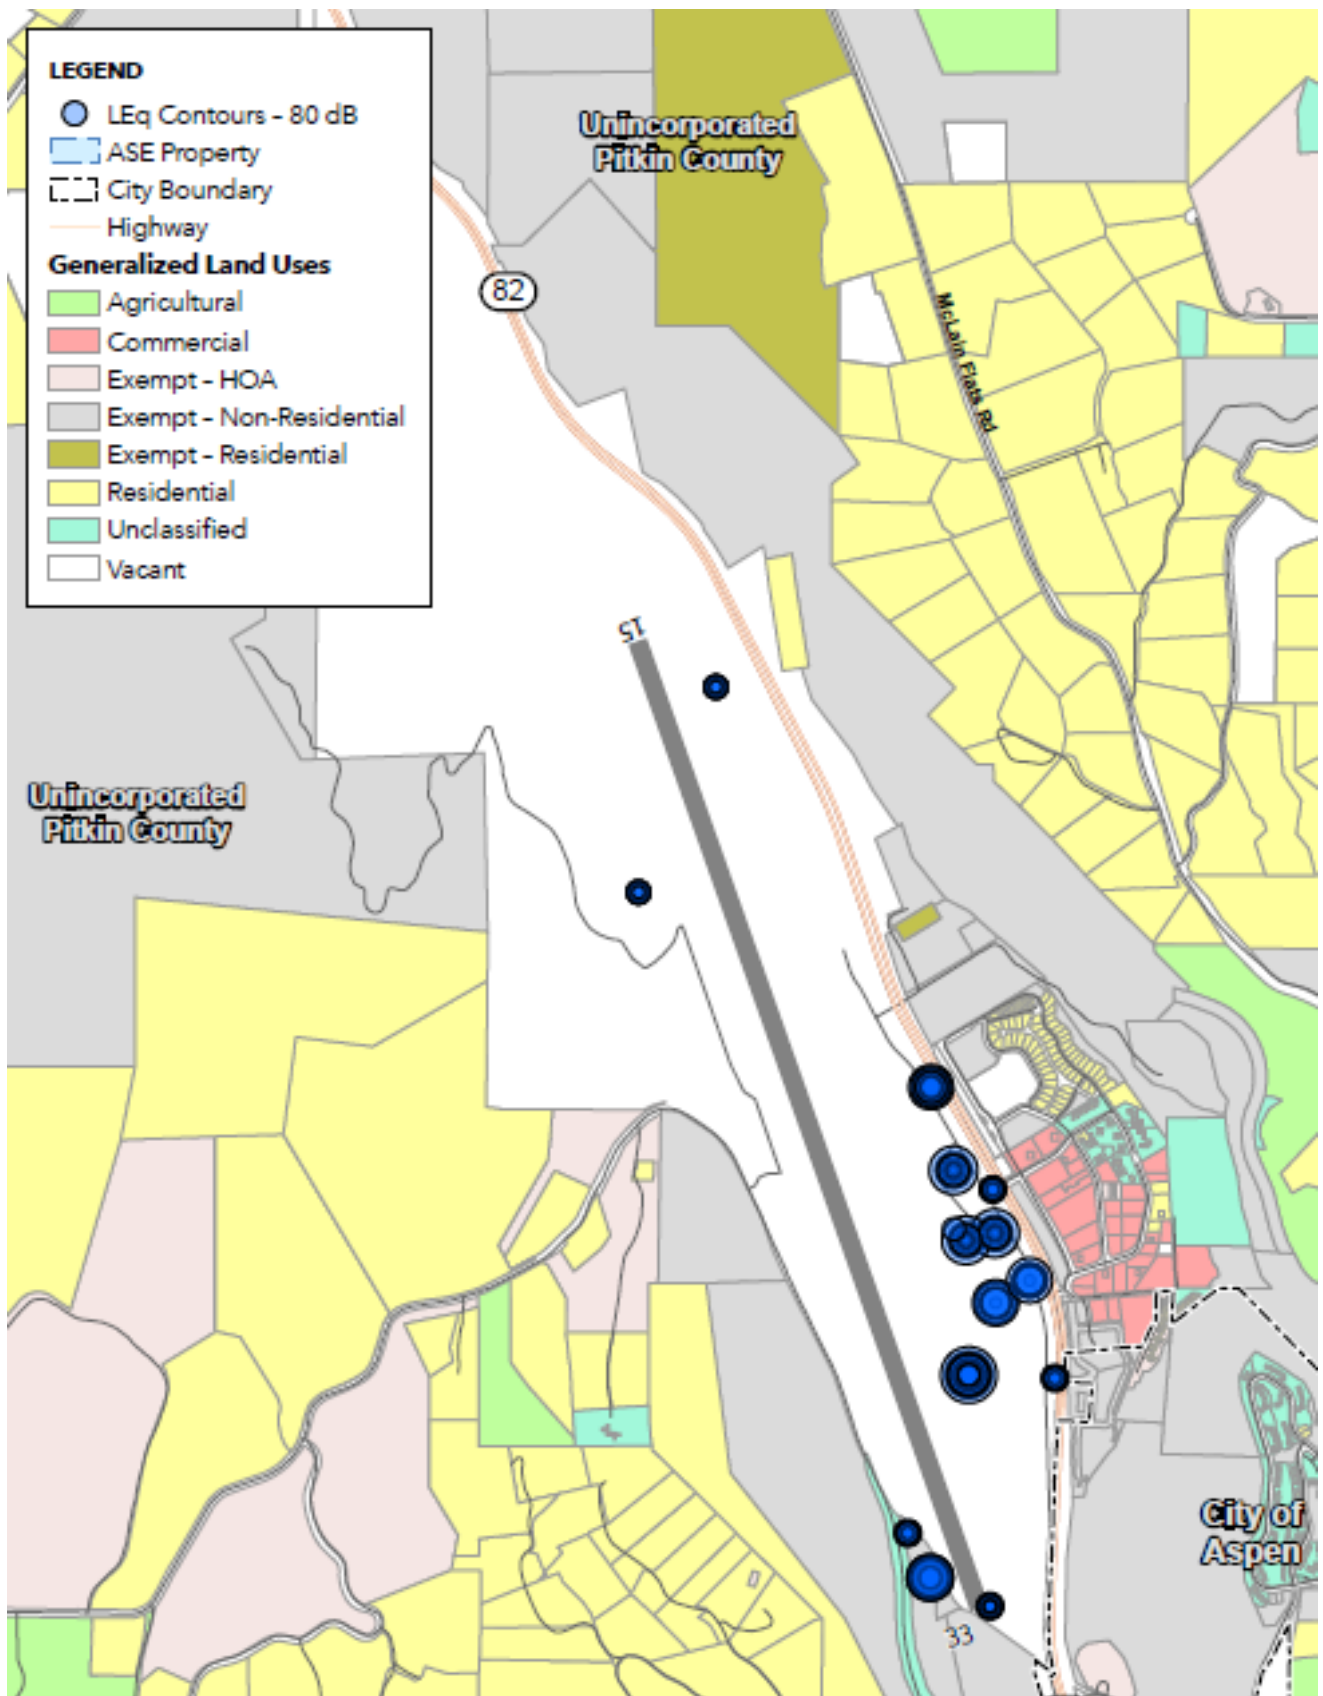 LEGEND
LEq Contours - 80 dB
ASE Property
City Boundary
Highway
Generalized Land Uses
Agricultural
Commercial
Exempt - HOA
Exempt - Non-Residential
Exempt - Residential
Residential
Unclassified
Vacant
Unincorporated
Pitkin County
82
McLain Flats Rd
15
Unincorporated
Pitkin County
City of
Aspen
33